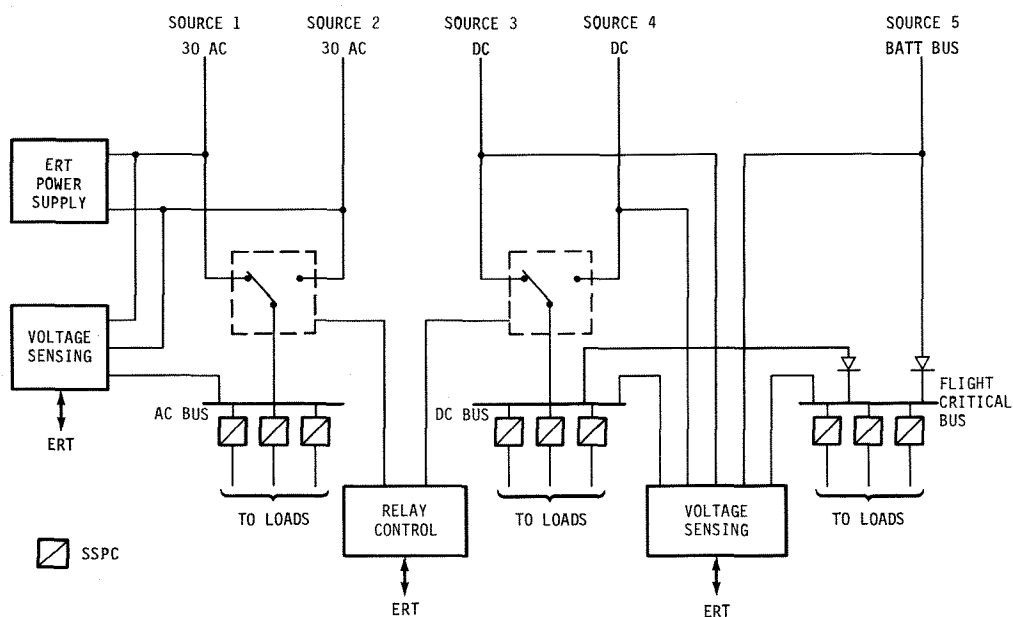 SOURCE 1
30 AC
SOURCE 2
30 AC
SOURCE 3
DC
SOURCE 4
DC
SOURCE 5
BATT BUS
ERT
POWER
SUPPLY
VOLTAGE
SENSING
ERT
AC BUS
TO LOADS
RELAY
CONTROL
ERT
DC BUS
TO LOADS
VOLTAGE
SENSING
ERT
FLIGHT
CRITICAL
BUS
TO LOADS
SSPC